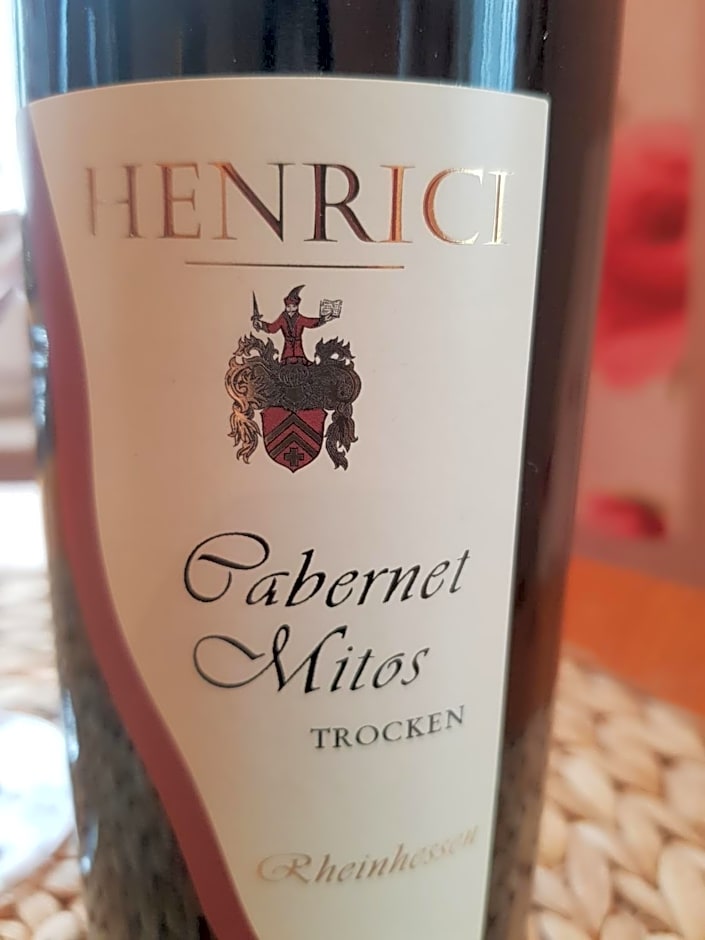 HENRICI
Cabernet
Mitos
TROCKEN
Rheinhessen